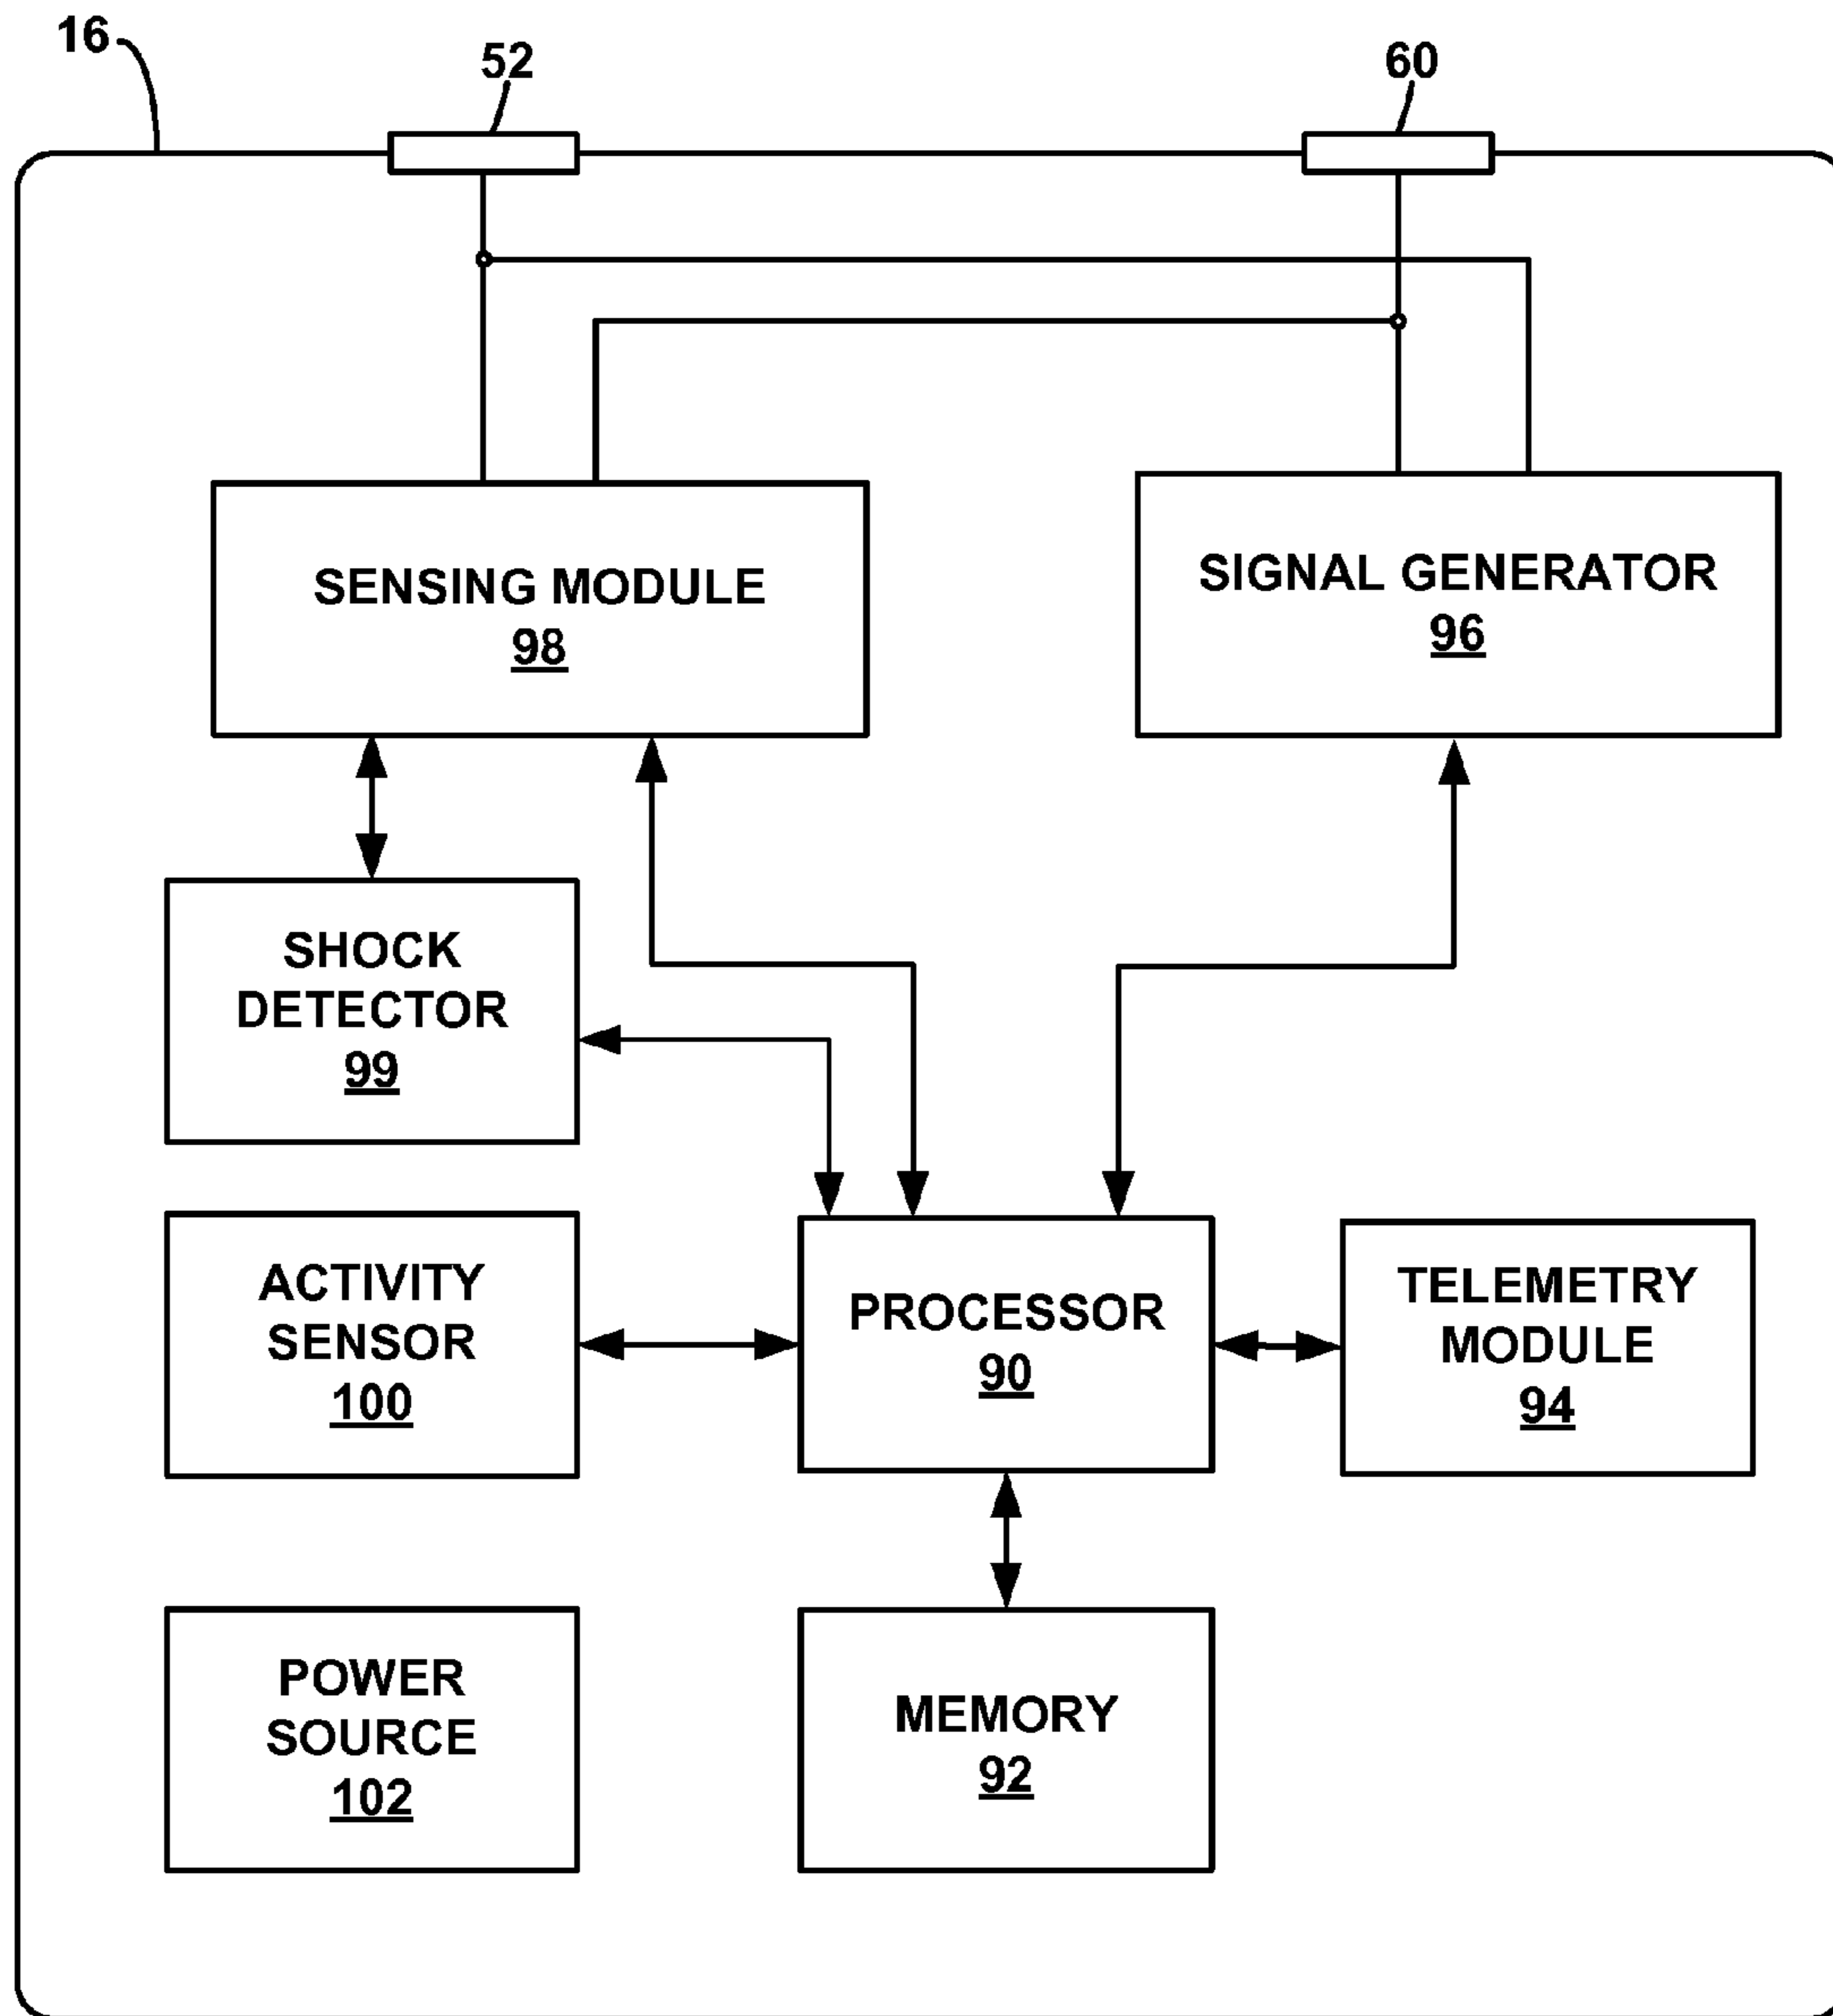 16
52
60
SENSING MODULE
98
SIGNAL GENERATOR
96
SHOCK
DETECTOR
99
ACTIVITY
SENSOR
100
PROCESSOR
90
TELEMETRY
MODULE
94
POWER
SOURCE
102
MEMORY
92